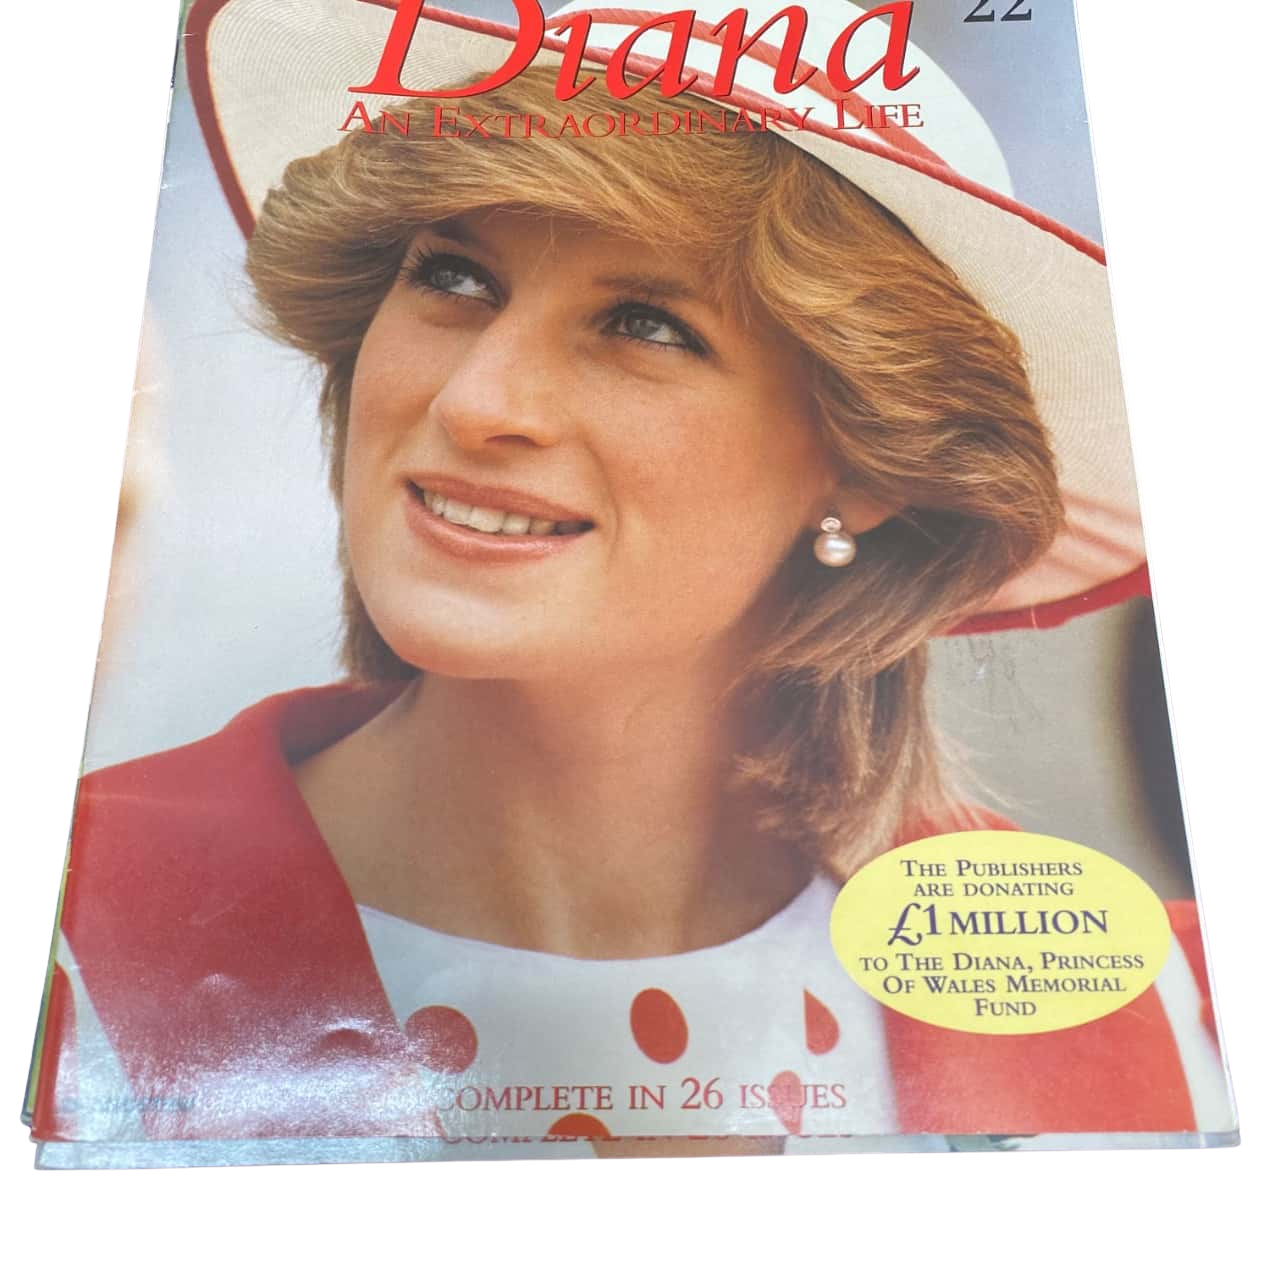 Diana
22
AN EXTRAORDINARY LIFE
THE PUBLISHERS
ARE DONATING
£1 MILLION
TO THE DIANA, PRINCESS
OF WALES MEMORIAL
FUND
COMPLETE IN 26 ISSUES